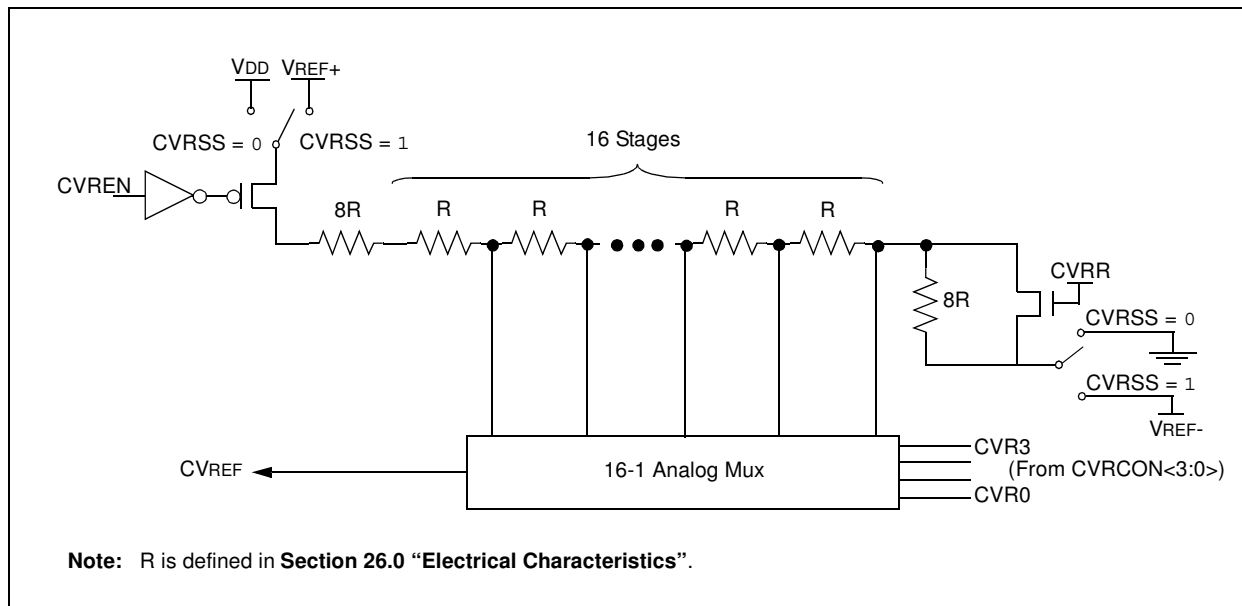 VDD VREF+
CVRSS = 0 CVRSS = 1
16 Stages
CVREN
8R R R R R
CVRR
8R
CVRSS = 0
CVRSS = 1
VREF-
CVREF
16-1 Analog Mux
CVR3
(From CVRCON<3:0>)
CVR0
Note: R is defined in Section 26.0 “Electrical Characteristics”.